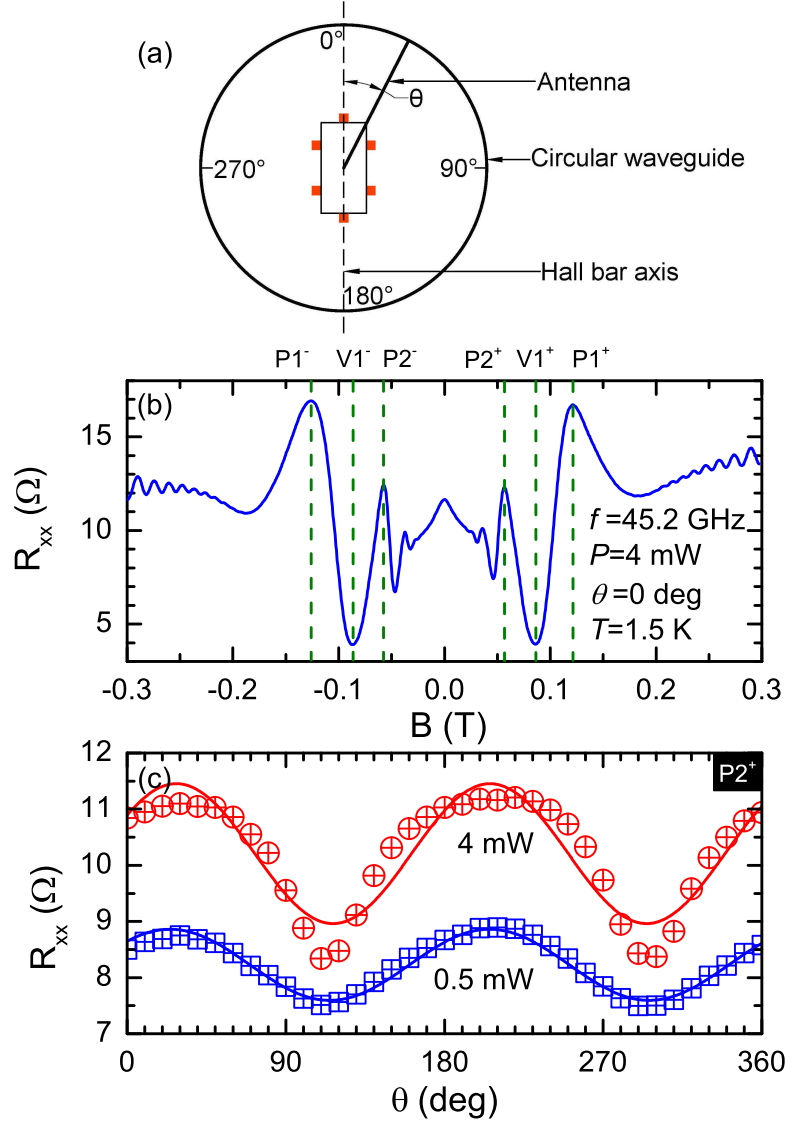 (a)
0°
Antenna
θ
270°
90°
Circular waveguide
Hall bar axis
180°
P1⁻ V1⁻ P2⁻ P2⁺ V1⁺ P1⁺
(b)
15
10
5
Rxx (Ω)
f =45.2 GHz
P=4 mW
θ=0 deg
T=1.5 K
-0.3 -0.2 -0.1 0.0 0.1 0.2 0.3
B (T)
12
(c)
P2⁺
11
4 mW
10
Rxx (Ω)
9
8
0.5 mW
7
0 90 180 270 360
θ (deg)